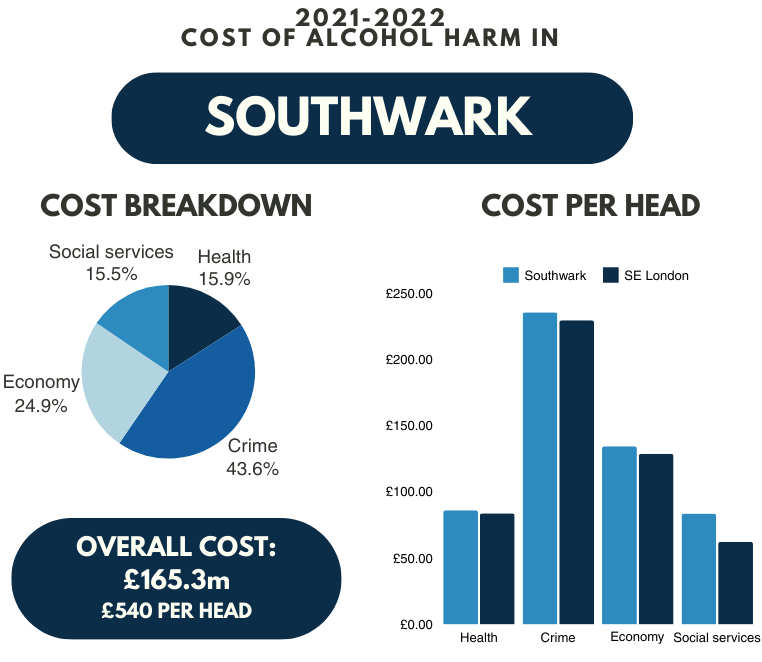 2021-2022
COST OF ALCOHOL HARM IN
SOUTHWARK
COST BREAKDOWN
Social services
15.5%
Health
15.9%
Economy
24.9%
Crime
43.6%
OVERALL COST:
£165.3m
£540 PER HEAD
COST PER HEAD
Southwark SE London
£250.00
£200.00
£150.00
£100.00
£50.00
£0.00
Health Crime Economy Social services